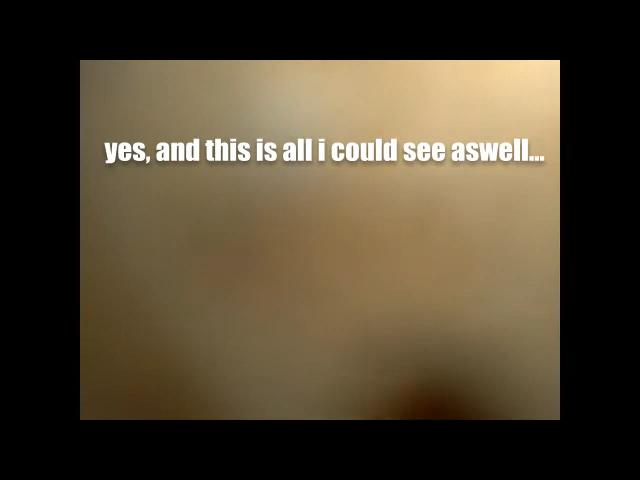 yes, and this is all i could see aswell...